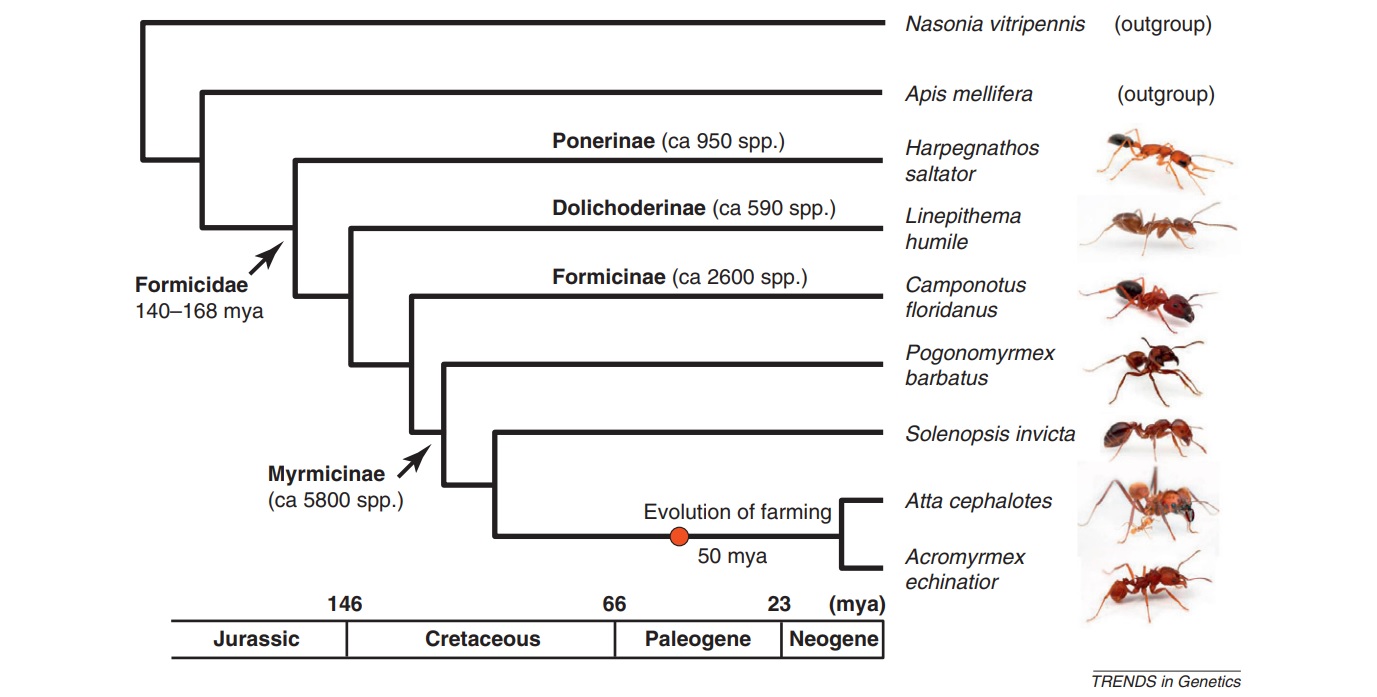 Nasonia vitripennis (outgroup)
Apis mellifera (outgroup)
Ponerinae (ca 950 spp.)
Harpegnathos
saltator
Dolichoderinae (ca 590 spp.)
Linepithema
humile
Formicinae (ca 2600 spp.)
Camponotus
floridanus
Formicidae
140–168 mya
Pogonomyrmex
barbatus
Solenopsis invicta
Myrmicinae
(ca 5800 spp.)
Evolution of farming
50 mya
Atta cephalotes
Acromyrmex
echinatior
146 66 23 (mya)
Jurassic Cretaceous Paleogene Neogene
TRENDS in Genetics